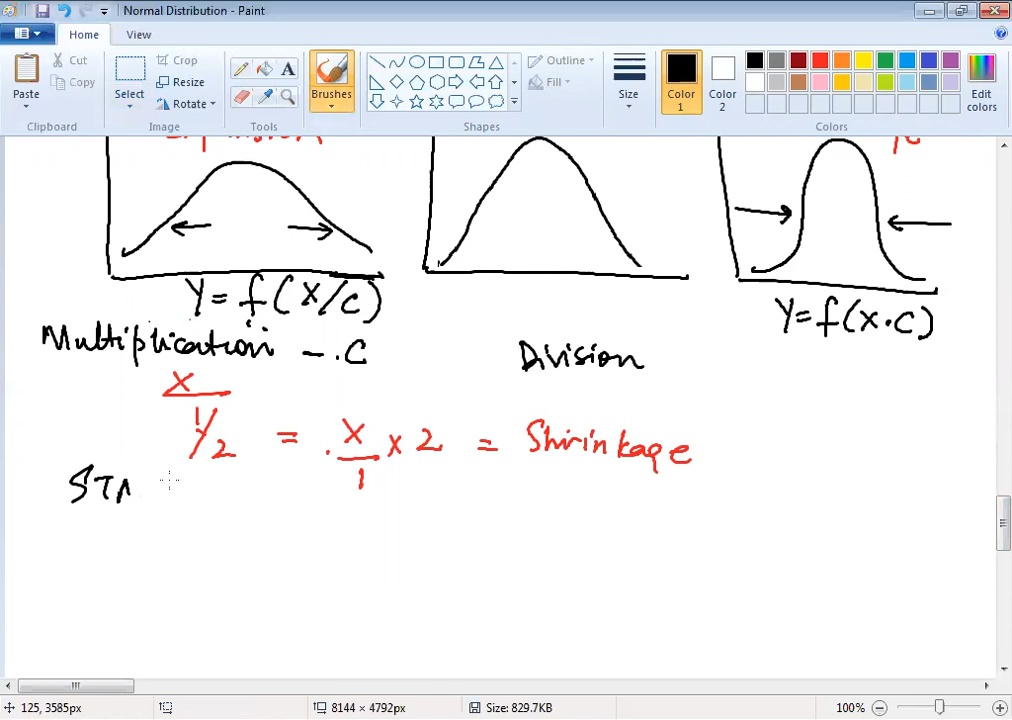 Normal Distribution - Paint
Home View
Paste
Cut
Copy
Clipboard
Select
Crop
Resize
Rotate
Image
A
Tools
Brushes
Shapes
Outline
Fill
Size
Color 1
Color 2
Edit colors
Colors
Y = f(X/C)
Y = f(X.C)
Multiplication - .C
Division
X
1/2 = . X/1 x 2 = Shirinkage
STA
125, 3585px
8144 × 4792px
Size: 829.7KB
100%